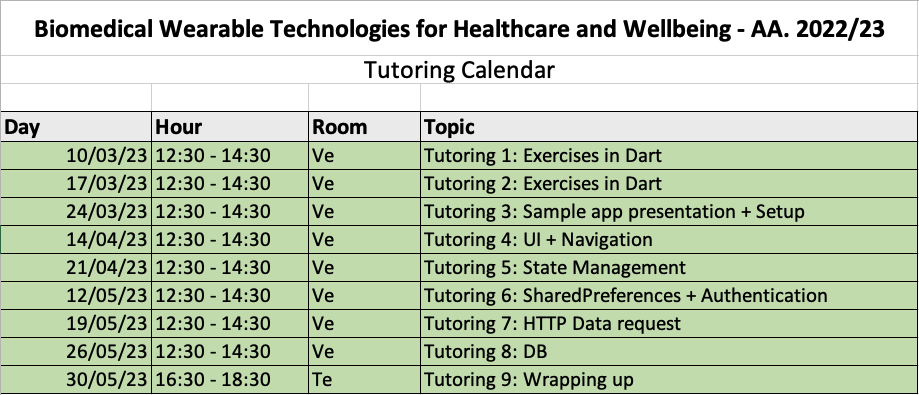 Biomedical Wearable Technologies for Healthcare and Wellbeing - AA. 2022/23
Tutoring Calendar
Day Hour Room Topic
10/03/23 12:30 - 14:30 Ve Tutoring 1: Exercises in Dart
17/03/23 12:30 - 14:30 Ve Tutoring 2: Exercises in Dart
24/03/23 12:30 - 14:30 Ve Tutoring 3: Sample app presentation + Setup
14/04/23 12:30 - 14:30 Ve Tutoring 4: UI + Navigation
21/04/23 12:30 - 14:30 Ve Tutoring 5: State Management
12/05/23 12:30 - 14:30 Ve Tutoring 6: SharedPreferences + Authentication
19/05/23 12:30 - 14:30 Ve Tutoring 7: HTTP Data request
26/05/23 12:30 - 14:30 Ve Tutoring 8: DB
30/05/23 16:30 - 18:30 Te Tutoring 9: Wrapping up